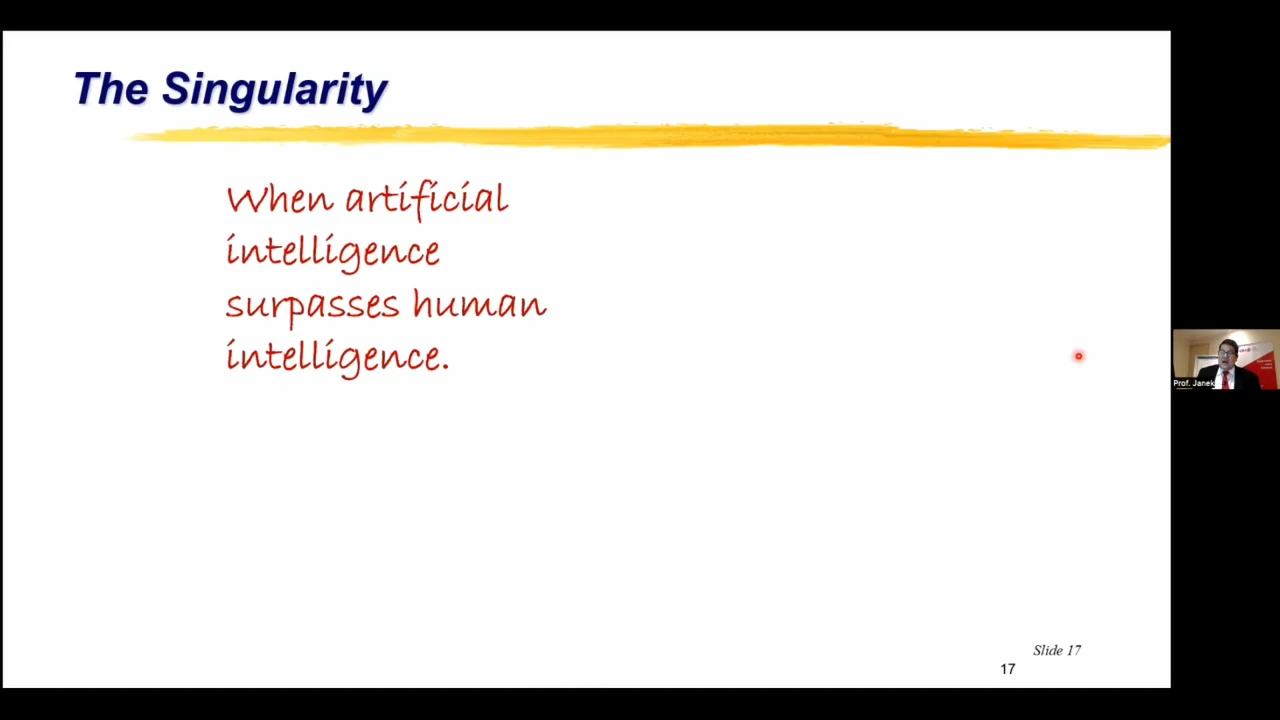 The Singularity
When artificial
intelligence
surpasses human
intelligence.
Slide 17
17
Prof. Janek